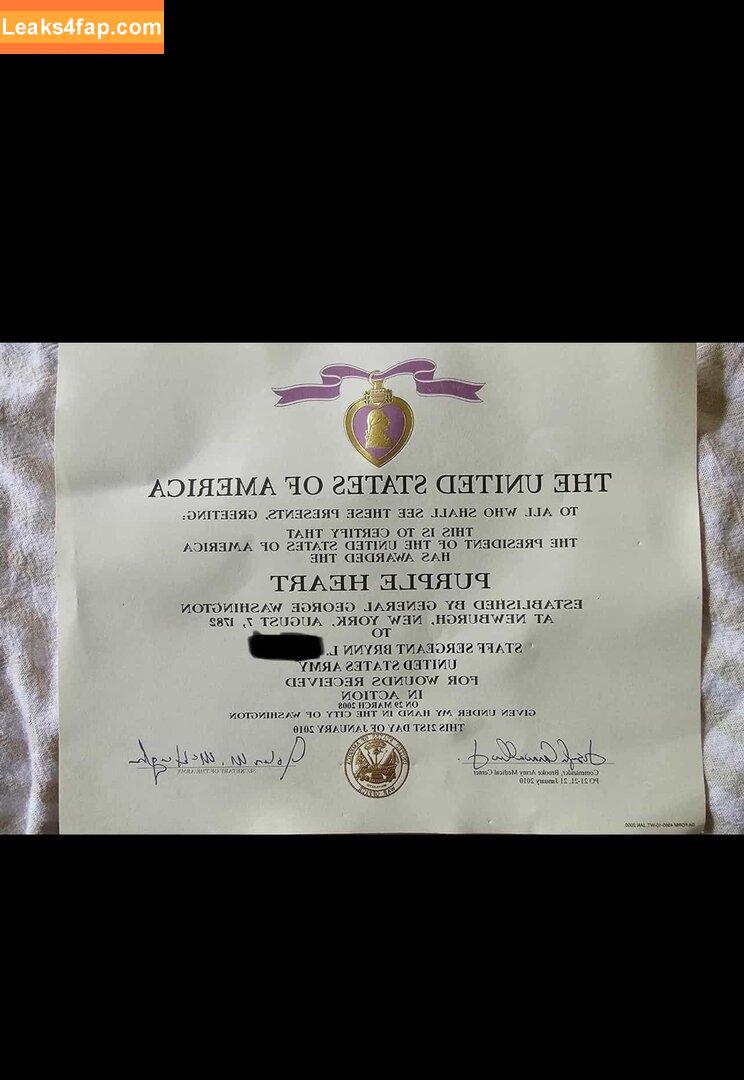 Leaks4fap.com
THE UNITED STATES OF AMERICA
TO ALL WHO SHALL SEE THESE PRESENTS, GREETING:
THIS IS TO CERTIFY THAT
THE PRESIDENT OF THE UNITED STATES OF AMERICA
HAS AWARDED THE
PURPLE HEART
ESTABLISHED BY GENERAL GEORGE WASHINGTON
AT NEWBURGH, NEW YORK, AUGUST 7, 1782
TO
STAFF SERGEANT BRYNN L.
UNITED STATES ARMY
FOR WOUNDS RECEIVED
IN ACTION
ON 29 MARCH 2008
GIVEN UNDER MY HAND IN THE CITY OF WASHINGTON
THIS 21ST DAY OF JANUARY 2010
Commander, Brooke Army Medical Center
PO 21-21, 21 January 2010
John M. McHugh
SECRETARY OF THE ARMY